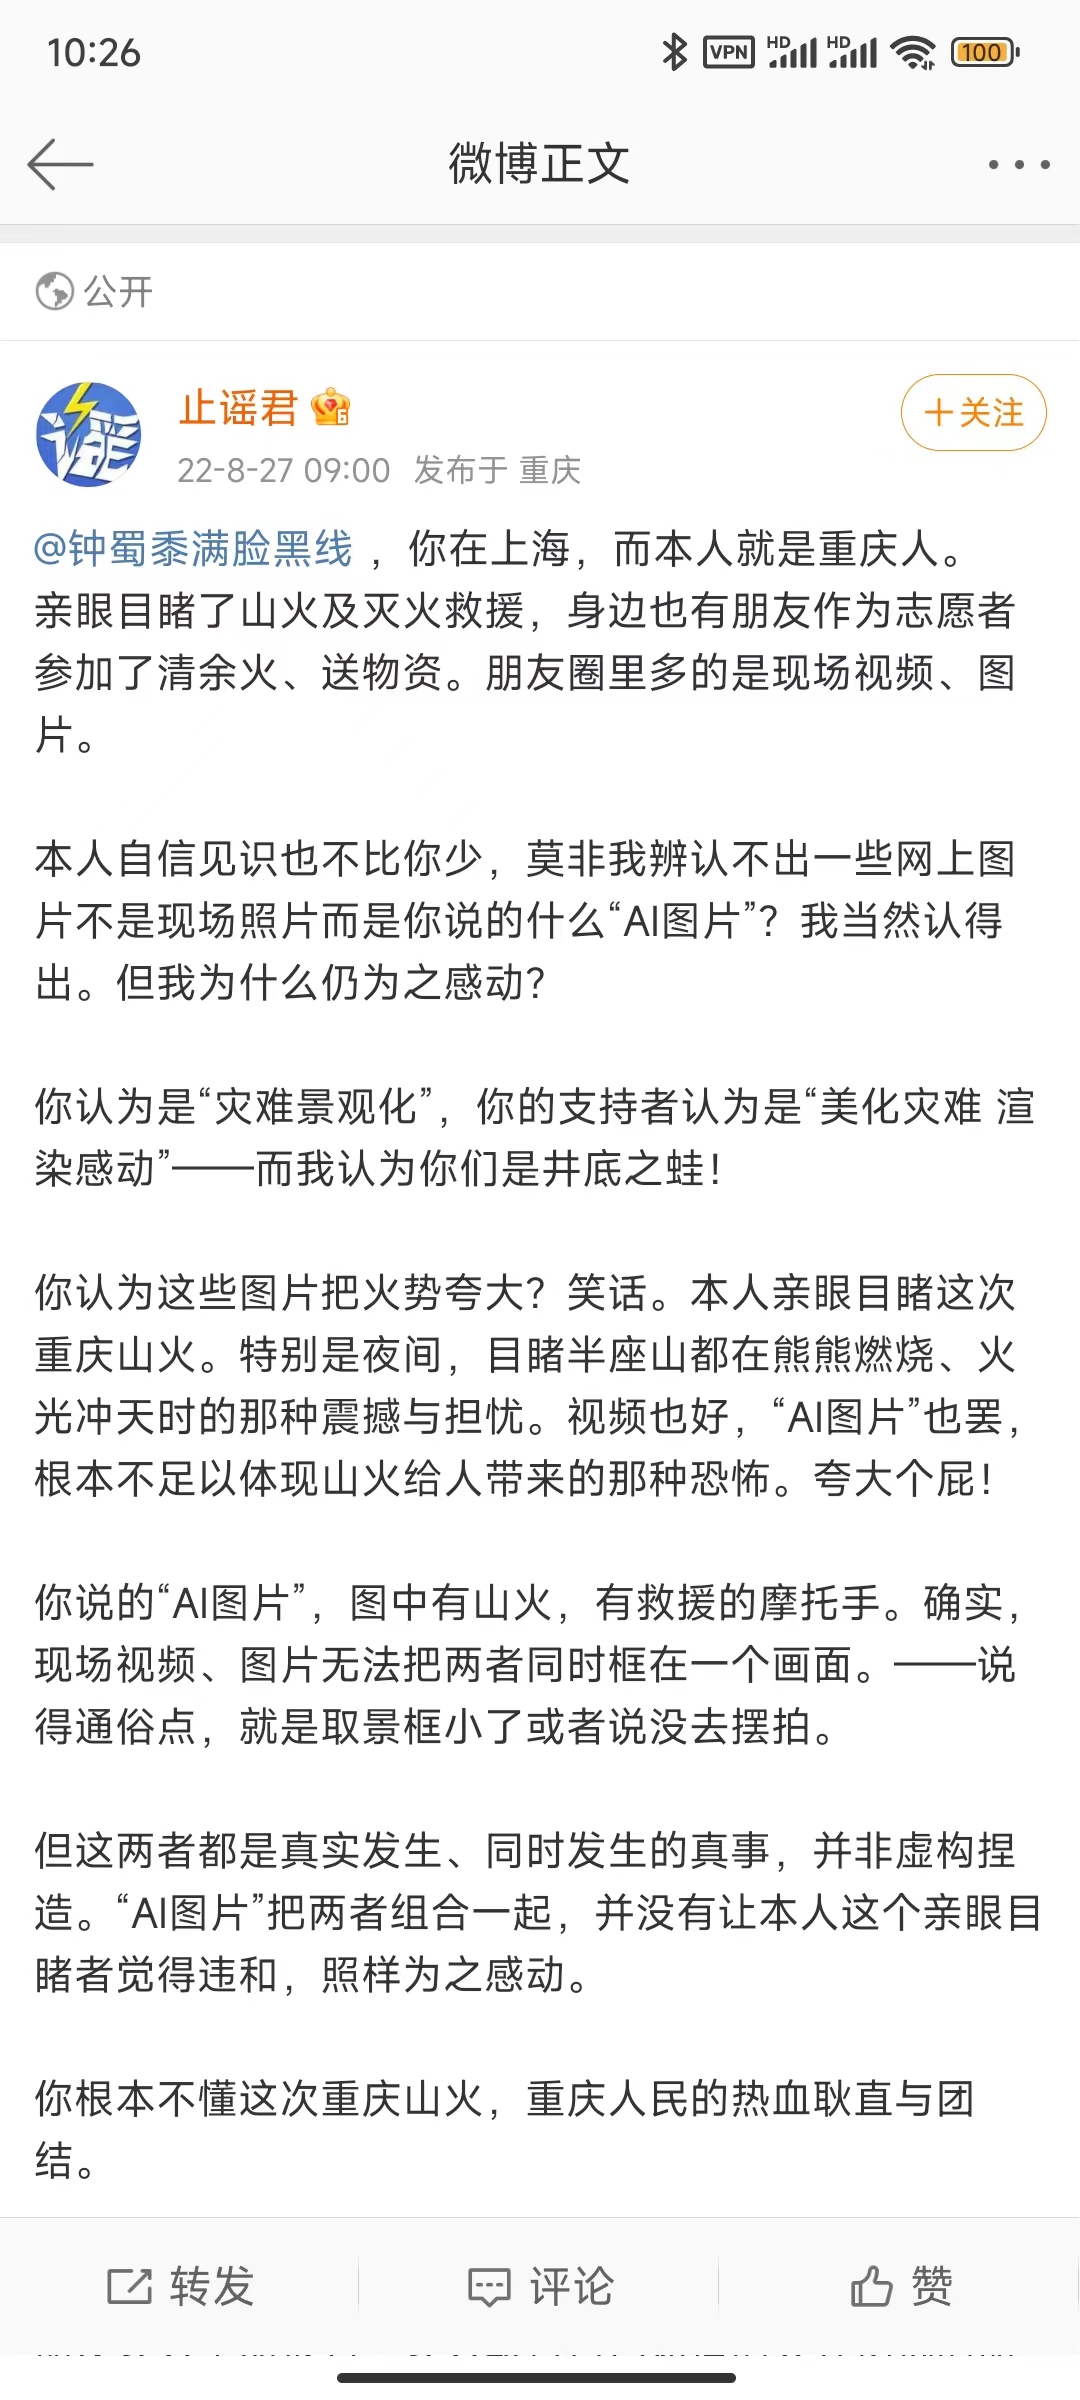 10:26
VPN HD HD 100
微博正文
公开
止谣君 6
+关注
22-8-27 09:00 发布于 重庆
@钟蜀黍满脸黑线 ，你在上海，而本人就是重庆人。
亲眼目睹了山火及灭火救援，身边也有朋友作为志愿者
参加了清余火、送物资。朋友圈里多的是现场视频、图
片。
本人自信见识也不比你少，莫非我辨认不出一些网上图
片不是现场照片而是你说的什么“AI图片”？我当然认得
出。但我为什么仍为之感动？
你认为是“灾难景观化”，你的支持者认为是“美化灾难 渲
染感动”——而我认为你们是井底之蛙！
你认为这些图片把火势夸大？笑话。本人亲眼目睹这次
重庆山火。特别是夜间，目睹半座山都在熊熊燃烧、火
光冲天时的那种震撼与担忧。视频也好，“AI图片”也罢，
根本不足以体现山火给人带来的那种恐怖。夸大个屁！
你说的“AI图片”，图中有山火，有救援的摩托手。确实，
现场视频、图片无法把两者同时框在一个画面。——说
得通俗点，就是取景框小了或者说没去摆拍。
但这两者都是真实发生、同时发生的真事，并非虚构捏
造。“AI图片”把两者组合一起，并没有让本人这个亲眼目
睹者觉得违和，照样为之感动。
你根本不懂这次重庆山火，重庆人民的热血耿直与团
结。
转发
评论
赞